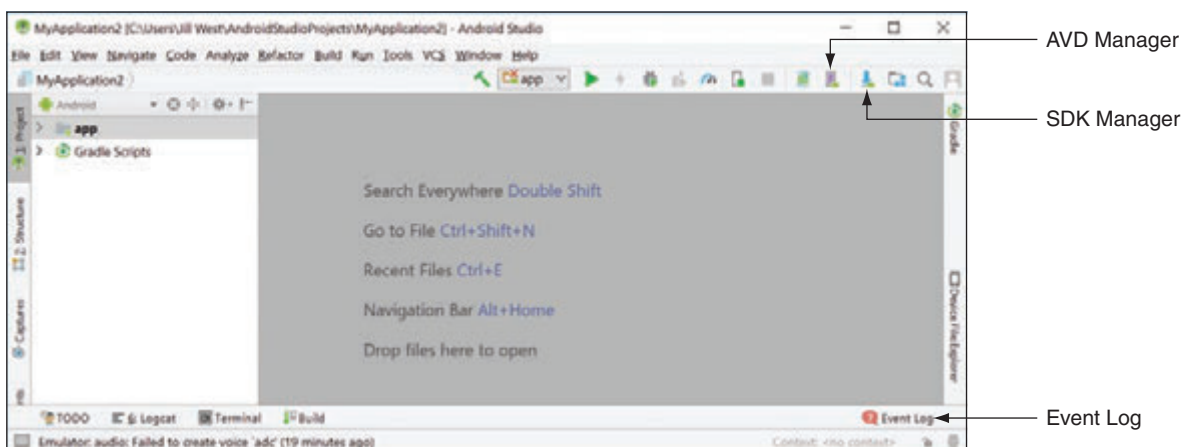 MyApplication2 [C:\Users\Jill West\AndroidStudioProjects\MyApplication2] - Android Studio
File Edit View Navigate Code Analyze Refactor Build Run Tools VCS Window Help
MyApplication2
app
Android
1: Project
app
Gradle Scripts
Gradle
2: Structure
Captures
Search Everywhere Double Shift
Go to File Ctrl+Shift+N
Recent Files Ctrl+E
Navigation Bar Alt+Home
Drop files here to open
Device File Explorer
TODO 6: Logcat Terminal Build
Event Log
Emulator: audio: Failed to create voice 'adc' (19 minutes ago)
Context: <no context>
AVD Manager
SDK Manager
Event Log